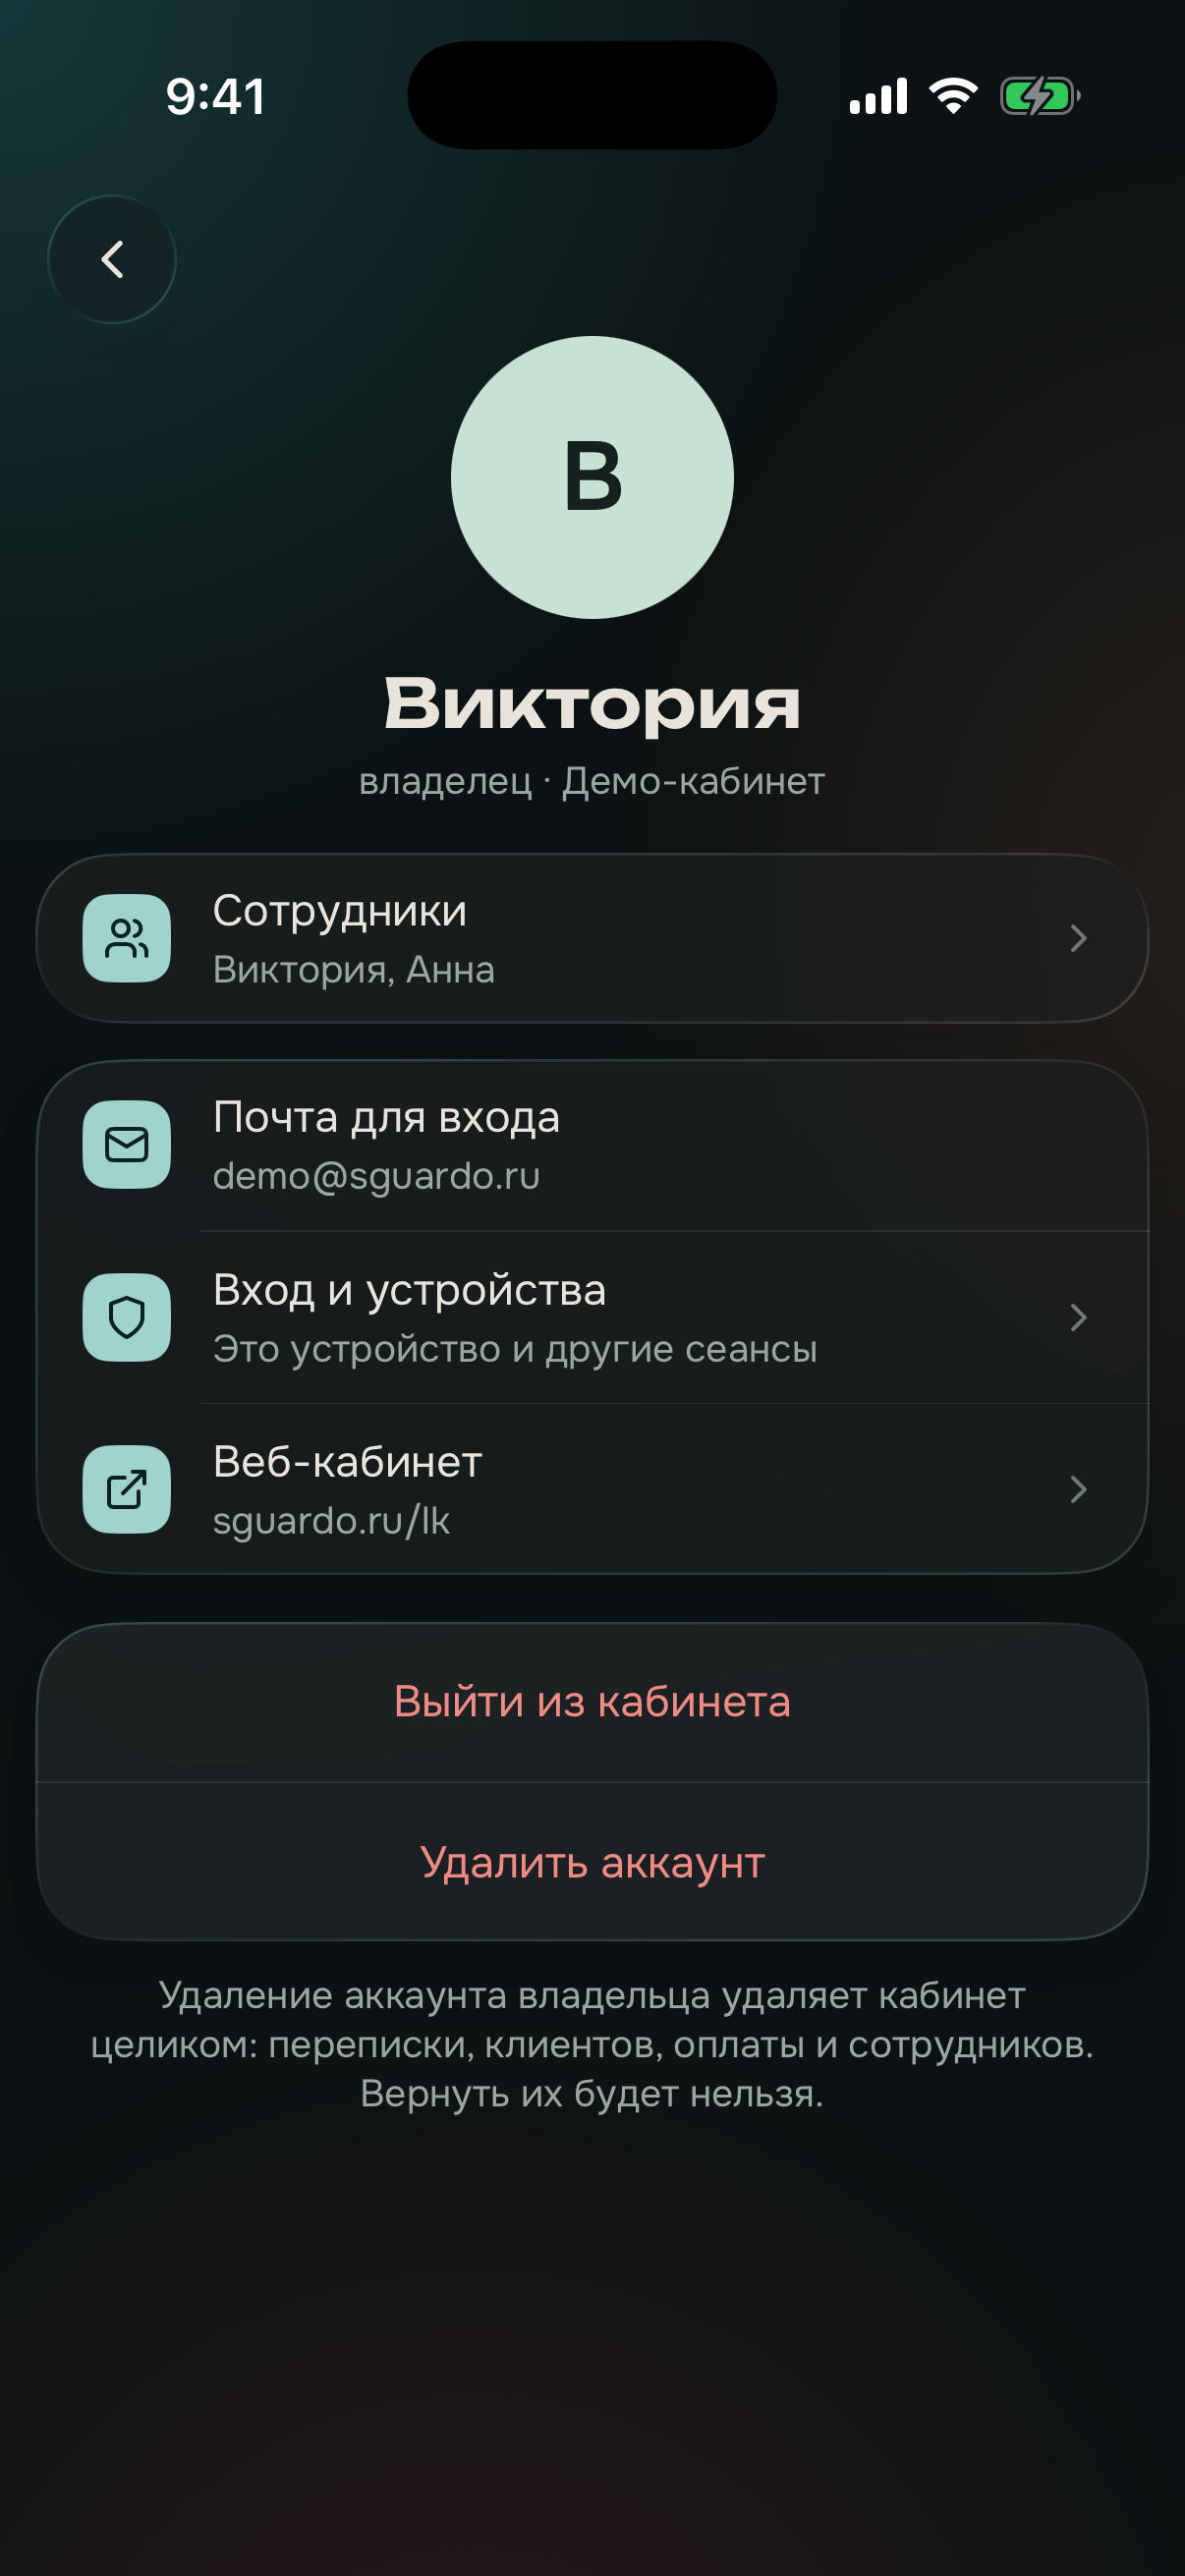 9:41
В
Виктория
владелец · Демо-кабинет
Сотрудники
Виктория, Анна
Почта для входа
demo@sguardo.ru
Вход и устройства
Это устройство и другие сеансы
Веб-кабинет
sguardo.ru/lk
Выйти из кабинета
Удалить аккаунт
Удаление аккаунта владельца удаляет кабинет
целиком: переписки, клиентов, оплаты и сотрудников.
Вернуть их будет нельзя.